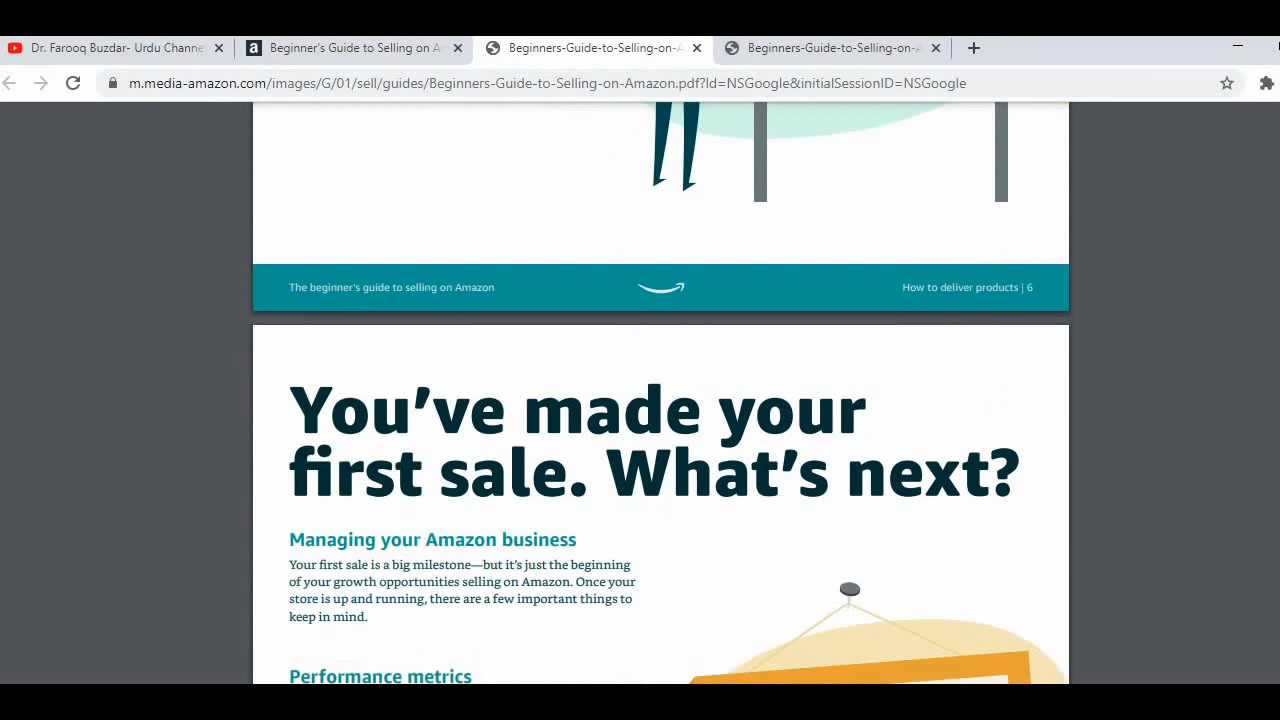 Dr. Farooq Buzdar- Urdu Channe
Beginner's Guide to Selling on A
Beginners-Guide-to-Selling-on-A
Beginners-Guide-to-Selling-on-A
m.media-amazon.com/images/G/01/sell/guides/Beginners-Guide-to-Selling-on-Amazon.pdf?ld=NSGoogle&initialSessionID=NSGoogle
The beginner's guide to selling on Amazon
How to deliver products | 6
You've made your
first sale. What's next?
Managing your Amazon business
Your first sale is a big milestone—but it's just the beginning
of your growth opportunities selling on Amazon. Once your
store is up and running, there are a few important things to
keep in mind.
Performance metrics